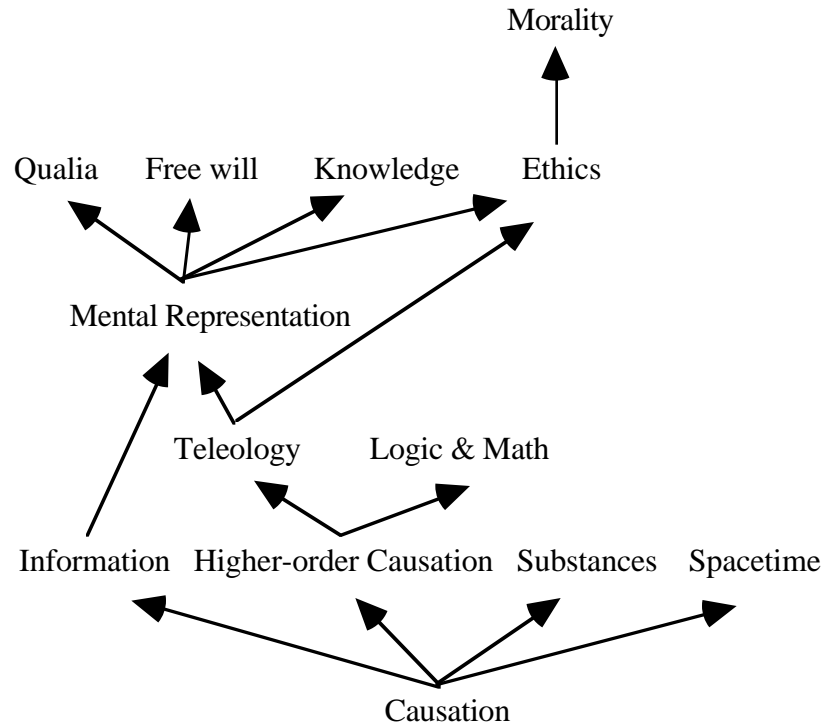 Morality
Qualia Free will Knowledge Ethics
Mental Representation
Teleology Logic & Math
Information Higher-order Causation Substances Spacetime
Causation